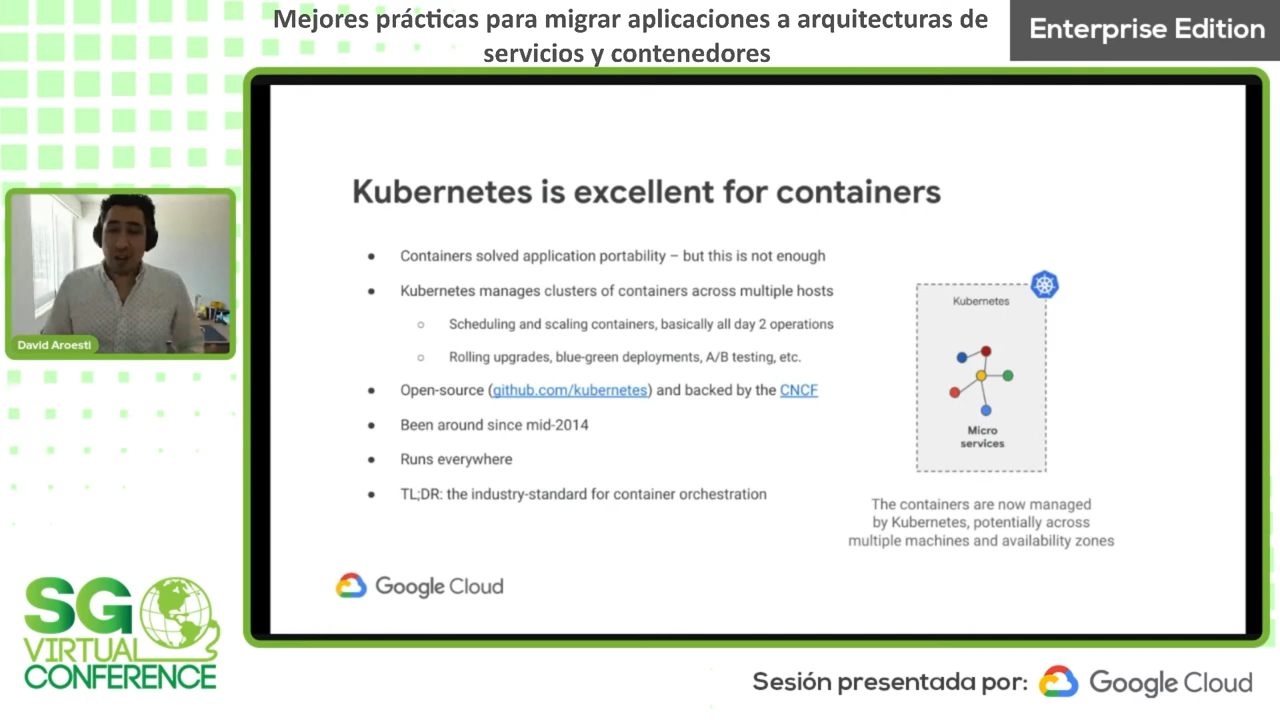 Mejores prácticas para migrar aplicaciones a arquitecturas de
servicios y contenedores
Enterprise Edition
Kubernetes is excellent for containers
● Containers solved application portability – but this is not enough
● Kubernetes manages clusters of containers across multiple hosts
○ Scheduling and scaling containers, basically all day 2 operations
○ Rolling upgrades, blue-green deployments, A/B testing, etc.
● Open-source (github.com/kubernetes) and backed by the CNCF
● Been around since mid-2014
● Runs everywhere
● TL;DR: the industry-standard for container orchestration
Kubernetes
Micro
services
The containers are now managed
by Kubernetes, potentially across
multiple machines and availability zones
Google Cloud
David Aroesti
SG
VIRTUAL
CONFERENCE
Sesión presentada por: Google Cloud